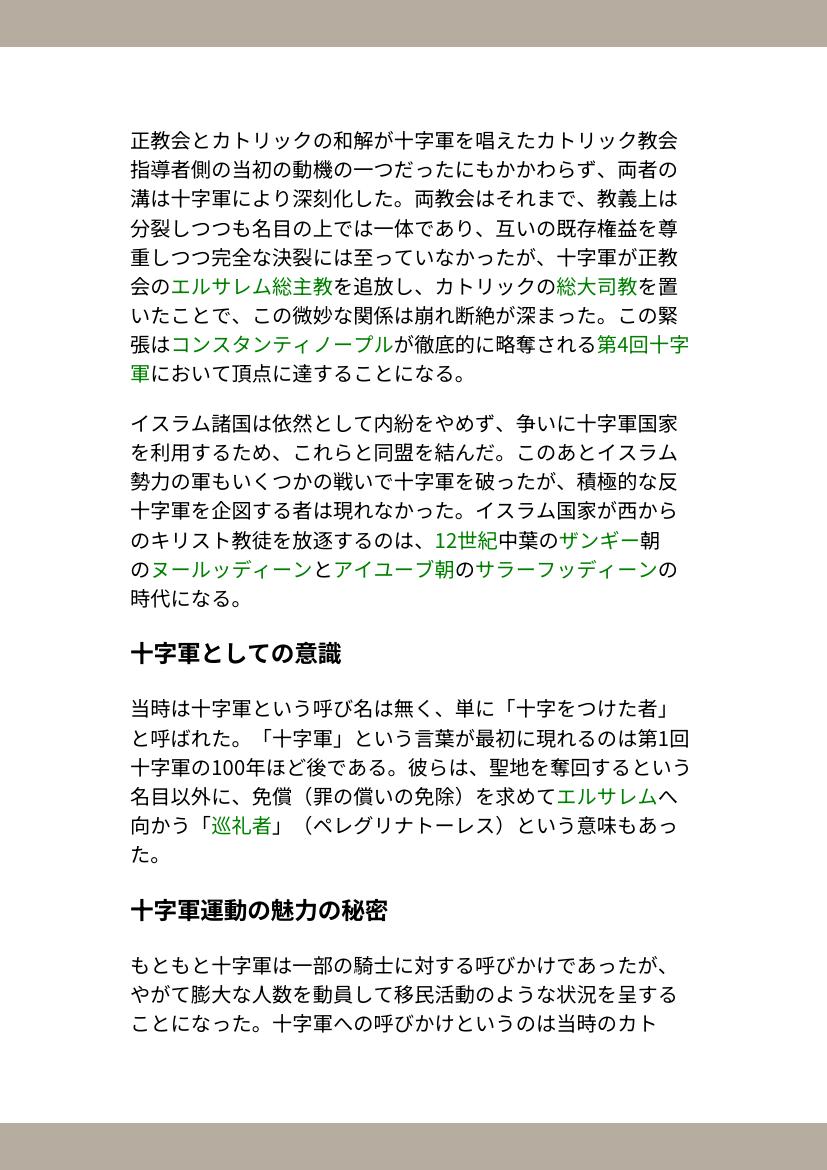 正教会とカトリックの和解が十字軍を唱えたカトリック教会
指導者側の当初の動機の一つだったにもかかわらず、両者の
溝は十字軍により深刻化した。両教会はそれまで、教義上は
分裂しつつも名目の上では一体であり、互いの既存権益を尊
重しつつ完全な決裂には至っていなかったが、十字軍が正教
会のエルサレム総主教を追放し、カトリックの総大司教を置
いたことで、この微妙な関係は崩れ断絶が深まった。この緊
張はコンスタンティノープルが徹底的に略奪される第4回十字
軍において頂点に達することになる。
イスラム諸国は依然として内紛をやめず、争いに十字軍国家
を利用するため、これらと同盟を結んだ。このあとイスラム
勢力の軍もいくつかの戦いで十字軍を破ったが、積極的な反
十字軍を企図する者は現れなかった。イスラム国家が西から
のキリスト教徒を放逐するのは、12世紀中葉のザンギー朝
のヌールッディーンとアイユーブ朝のサラーフッディーンの
時代になる。
十字軍としての意識
当時は十字軍という呼び名は無く、単に「十字をつけた者」
と呼ばれた。「十字軍」という言葉が最初に現れるのは第1回
十字軍の100年ほど後である。彼らは、聖地を奪回するという
名目以外に、免償（罪の償いの免除）を求めてエルサレムへ
向かう「巡礼者」（ペレグリナトーレス）という意味もあっ
た。
十字軍運動の魅力の秘密
もともと十字軍は一部の騎士に対する呼びかけであったが、
やがて膨大な人数を動員して移民活動のような状況を呈する
ことになった。十字軍への呼びかけというのは当時のカト